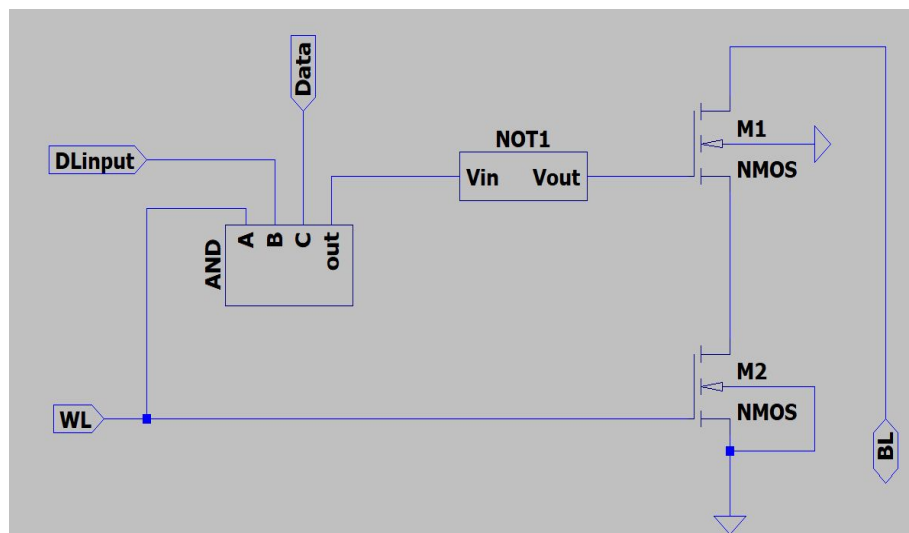 Data
DLinput
NOT1
Vin
Vout
M1
NMOS
AND
A
B
C
out
M2
NMOS
WL
BL